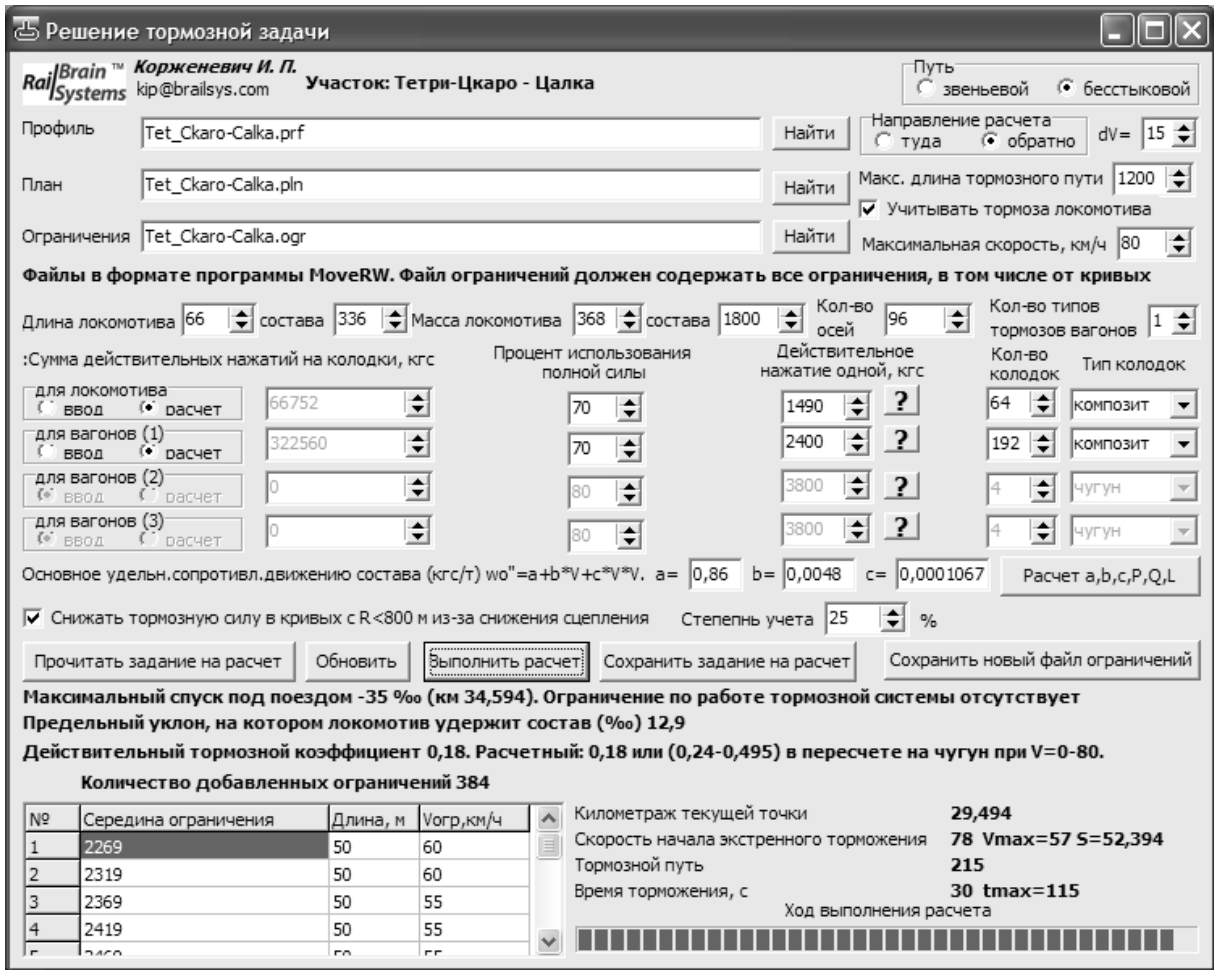 Решение тормозной задачи
RailBrain Systems ™ Корженевич И. П. kip@brailsys.com Участок: Тетри-Цкаро - Цалка
Путь
звеньевой бесстыковой
Профиль Tet_Ckaro-Calka.prf Найти
Направление расчета
туда обратно dV= 15
План Tet_Ckaro-Calka.pln Найти Макс. длина тормозного пути 1200
Учитывать тормоза локомотива
Ограничения Tet_Ckaro-Calka.ogr Найти Максимальная скорость, км/ч 80
Файлы в формате программы MoveRW. Файл ограничений должен содержать все ограничения, в том числе от кривых
Длина локомотива 66 состава 336 Масса локомотива 368 состава 1800 Кол-во осей 96 Кол-во типов тормозов вагонов 1
:Сумма действительных нажатий на колодки, кгс Процент использования полной силы Действительное нажатие одной, кгс Кол-во колодок Тип колодок
для локомотива
ввод расчет 66752 70 1490 ? 64 композит
для вагонов (1)
ввод расчет 322560 70 2400 ? 192 композит
для вагонов (2)
ввод расчет 0 80 3800 ? 4 чугун
для вагонов (3)
ввод расчет 0 80 3800 ? 4 чугун
Основное удельн.сопротивл.движению состава (кгс/т) wo"=a+b*V+c*V*V. a= 0,86 b= 0,0048 c= 0,0001067 Расчет a,b,c,P,Q,L
Снижать тормозную силу в кривых с R<800 м из-за снижения сцепления Степепнь учета 25 %
Прочитать задание на расчет Обновить Выполнить расчет Сохранить задание на расчет Сохранить новый файл ограничений
Максимальный спуск под поездом -35 ‰ (км 34,594). Ограничение по работе тормозной системы отсутствует
Предельный уклон, на котором локомотив удержит состав (‰) 12,9
Действительный тормозной коэффициент 0,18. Расчетный: 0,18 или (0,24-0,495) в пересчете на чугун при V=0-80.
Количество добавленных ограничений 384
№ Середина ограничения Длина, м Vогр,км/ч
1 2269 50 60
2 2319 50 60
3 2369 50 55
4 2419 50 55
5 2469 50 55
Километраж текущей точки 29,494
Скорость начала экстренного торможения 78 Vmax=57 S=52,394
Тормозной путь 215
Время торможения, с 30 tmax=115
Ход выполнения расчета